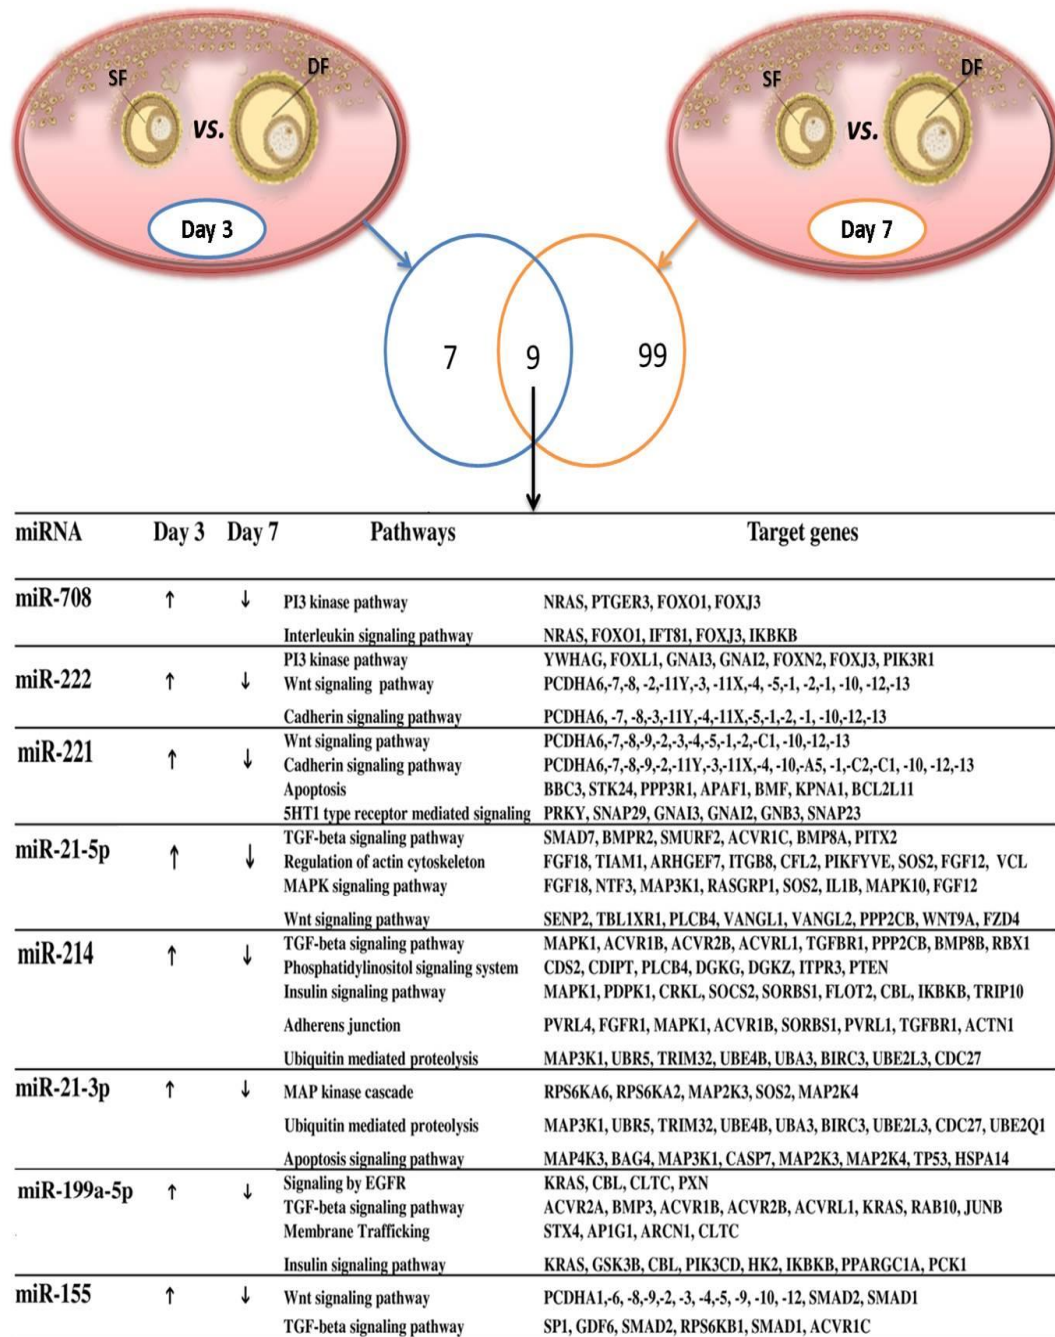 SF
DF
vs.
Day 3
SF
DF
vs.
Day 7
7
9
99
miRNA Day 3 Day 7 Pathways Target genes
miR-708 ↑ ↓ PI3 kinase pathway NRAS, PTGER3, FOXO1, FOXJ3
Interleukin signaling pathway NRAS, FOXO1, IFT81, FOXJ3, IKBKB
PI3 kinase pathway YWHAG, FOXL1, GNAI3, GNAI2, FOXN2, FOXJ3, PIK3R1
miR-222 ↑ ↓ Wnt signaling pathway PCDHA6,-7,-8, -2,-11Y,-3, -11X,-4, -5,-1, -2,-1, -10, -12,-13
Cadherin signaling pathway PCDHA6, -7, -8,-3,-11Y,-4,-11X,-5,-1,-2, -1, -10,-12,-13
Wnt signaling pathway PCDHA6,-7,-8,-9,-2,-3,-4,-5,-1,-2,-C1, -10,-12,-13
miR-221 ↑ ↓ Cadherin signaling pathway PCDHA6,-7,-8,-9,-2,-11Y,-3,-11X,-4, -10,-A5, -1,-C2,-C1, -10, -12,-13
Apoptosis BBC3, STK24, PPP3R1, APAF1, BMF, KPNA1, BCL2L11
5HT1 type receptor mediated signaling PRKY, SNAP29, GNAI3, GNAI2, GNB3, SNAP23
TGF-beta signaling pathway SMAD7, BMPR2, SMURF2, ACVR1C, BMP8A, PITX2
miR-21-5p ↑ ↓ Regulation of actin cytoskeleton FGF18, TIAM1, ARHGEF7, ITGB8, CFL2, PIKFYVE, SOS2, FGF12, VCL
MAPK signaling pathway FGF18, NTF3, MAP3K1, RASGRP1, SOS2, IL1B, MAPK10, FGF12
Wnt signaling pathway SENP2, TBL1XR1, PLCB4, VANGL1, VANGL2, PPP2CB, WNT9A, FZD4
miR-214 ↑ ↓ TGF-beta signaling pathway MAPK1, ACVR1B, ACVR2B, ACVRL1, TGFBR1, PPP2CB, BMP8B, RBX1
Phosphatidylinositol signaling system CDS2, CDIPT, PLCB4, DGKG, DGKZ, ITPR3, PTEN
Insulin signaling pathway MAPK1, PDPK1, CRKL, SOCS2, SORBS1, FLOT2, CBL, IKBKB, TRIP10
Adherens junction PVRL4, FGFR1, MAPK1, ACVR1B, SORBS1, PVRL1, TGFBR1, ACTN1
Ubiquitin mediated proteolysis MAP3K1, UBR5, TRIM32, UBE4B, UBA3, BIRC3, UBE2L3, CDC27
miR-21-3p ↑ ↓ MAP kinase cascade RPS6KA6, RPS6KA2, MAP2K3, SOS2, MAP2K4
Ubiquitin mediated proteolysis MAP3K1, UBR5, TRIM32, UBE4B, UBA3, BIRC3, UBE2L3, CDC27, UBE2Q1
Apoptosis signaling pathway MAP4K3, BAG4, MAP3K1, CASP7, MAP2K3, MAP2K4, TP53, HSPA14
miR-199a-5p ↑ ↓ Signaling by EGFR KRAS, CBL, CLTC, PXN
TGF-beta signaling pathway ACVR2A, BMP3, ACVR1B, ACVR2B, ACVRL1, KRAS, RAB10, JUNB
Membrane Trafficking STX4, AP1G1, ARCN1, CLTC
Insulin signaling pathway KRAS, GSK3B, CBL, PIK3CD, HK2, IKBKB, PPARGC1A, PCK1
miR-155 ↑ ↓ Wnt signaling pathway PCDHA1,-6, -8,-9,-2, -3, -4,-5, -9, -10, -12, SMAD2, SMAD1
TGF-beta signaling pathway SP1, GDF6, SMAD2, RPS6KB1, SMAD1, ACVR1C